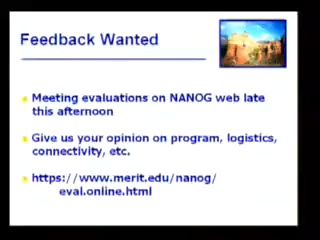 Feedback Wanted
Meeting evaluations on NANOG web late
this afternoon
Give us your opinion on program, logistics,
connectivity, etc.
https://www.merit.edu/nanog/
eval.online.html